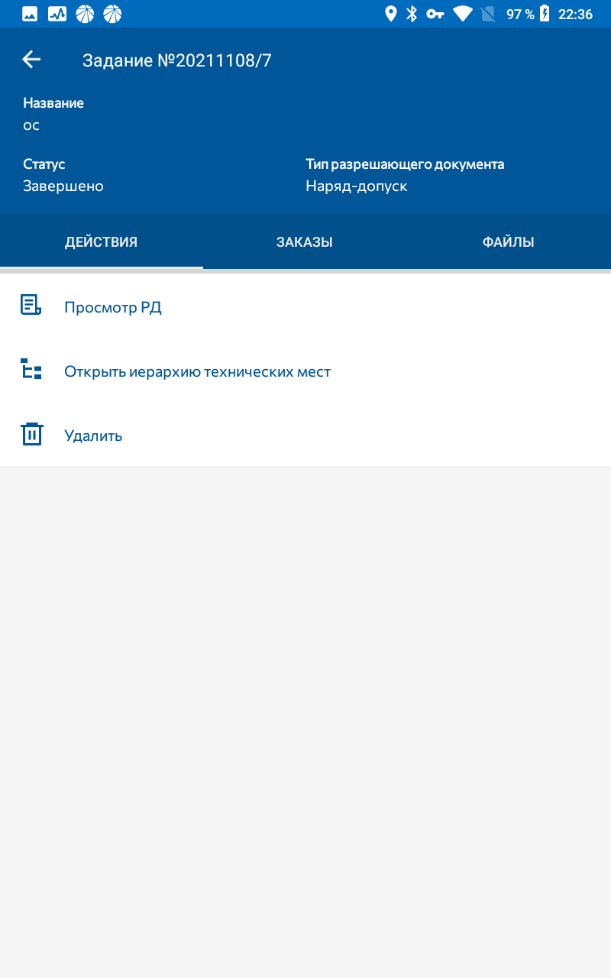 97 % 22:36
Задание №20211108/7
Название
ос
Статус Тип разрешающего документа
Завершено Наряд-допуск
ДЕЙСТВИЯ ЗАКАЗЫ ФАЙЛЫ
Просмотр РД
Открыть иерархию технических мест
Удалить